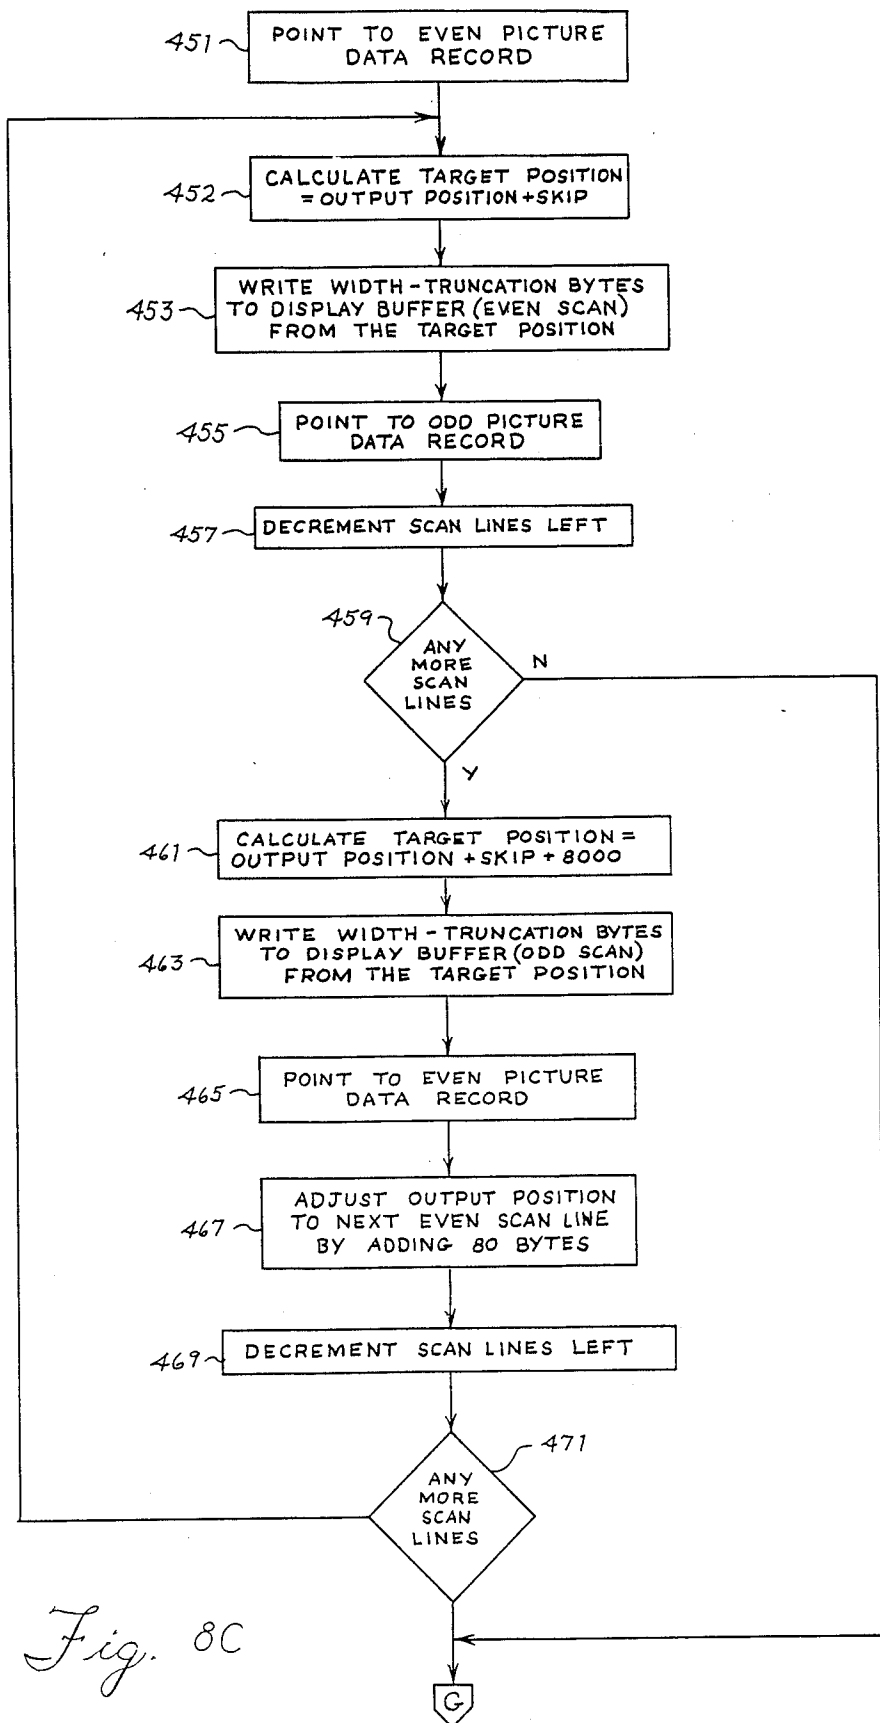 451
POINT TO EVEN PICTURE
DATA RECORD
452
CALCULATE TARGET POSITION
=OUTPUT POSITION+SKIP
453
WRITE WIDTH-TRUNCATION BYTES
TO DISPLAY BUFFER (EVEN SCAN)
FROM THE TARGET POSITION
455
POINT TO ODD PICTURE
DATA RECORD
457
DECREMENT SCAN LINES LEFT
459
ANY
MORE
SCAN
LINES
N
Y
461
CALCULATE TARGET POSITION=
OUTPUT POSITION +SKIP+8000
463
WRITE WIDTH-TRUNCATION BYTES
TO DISPLAY BUFFER (ODD SCAN)
FROM THE TARGET POSITION
465
POINT TO EVEN PICTURE
DATA RECORD
467
ADJUST OUTPUT POSITION
TO NEXT EVEN SCAN LINE
BY ADDING 80 BYTES
469
DECREMENT SCAN LINES LEFT
471
ANY
MORE
SCAN
LINES
G
Fig. 8C